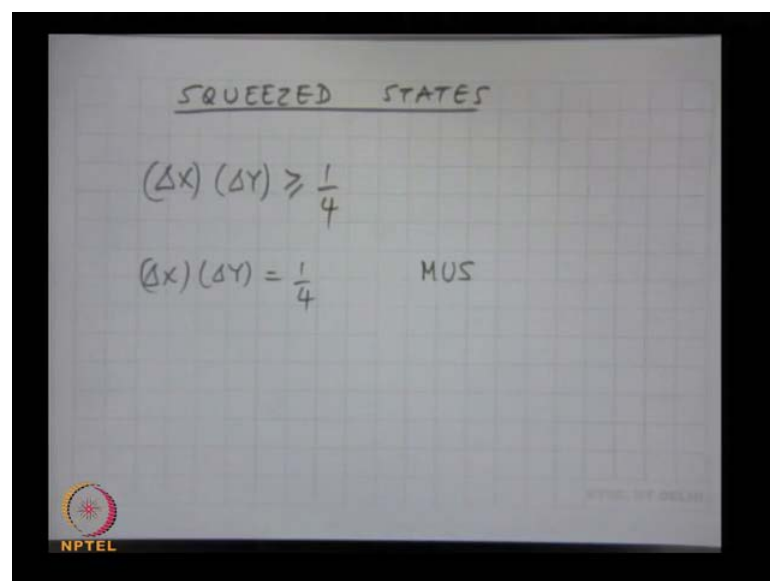 SQUEEZED STATES
(ΔX) (ΔY) ⩾ 1/4
(ΔX) (ΔY) = 1/4 MUS
NPTEL